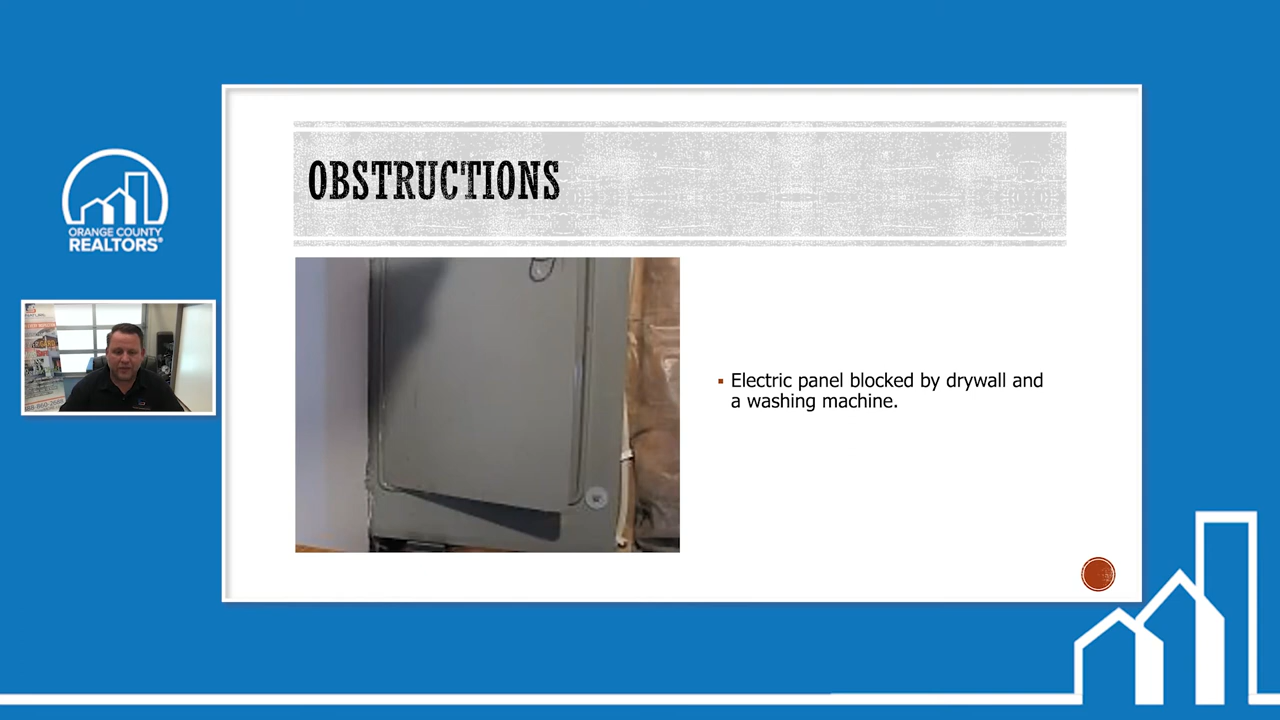 OBSTRUCTIONS
ORANGE COUNTY
REALTORS®
Electric panel blocked by drywall and
a washing machine.